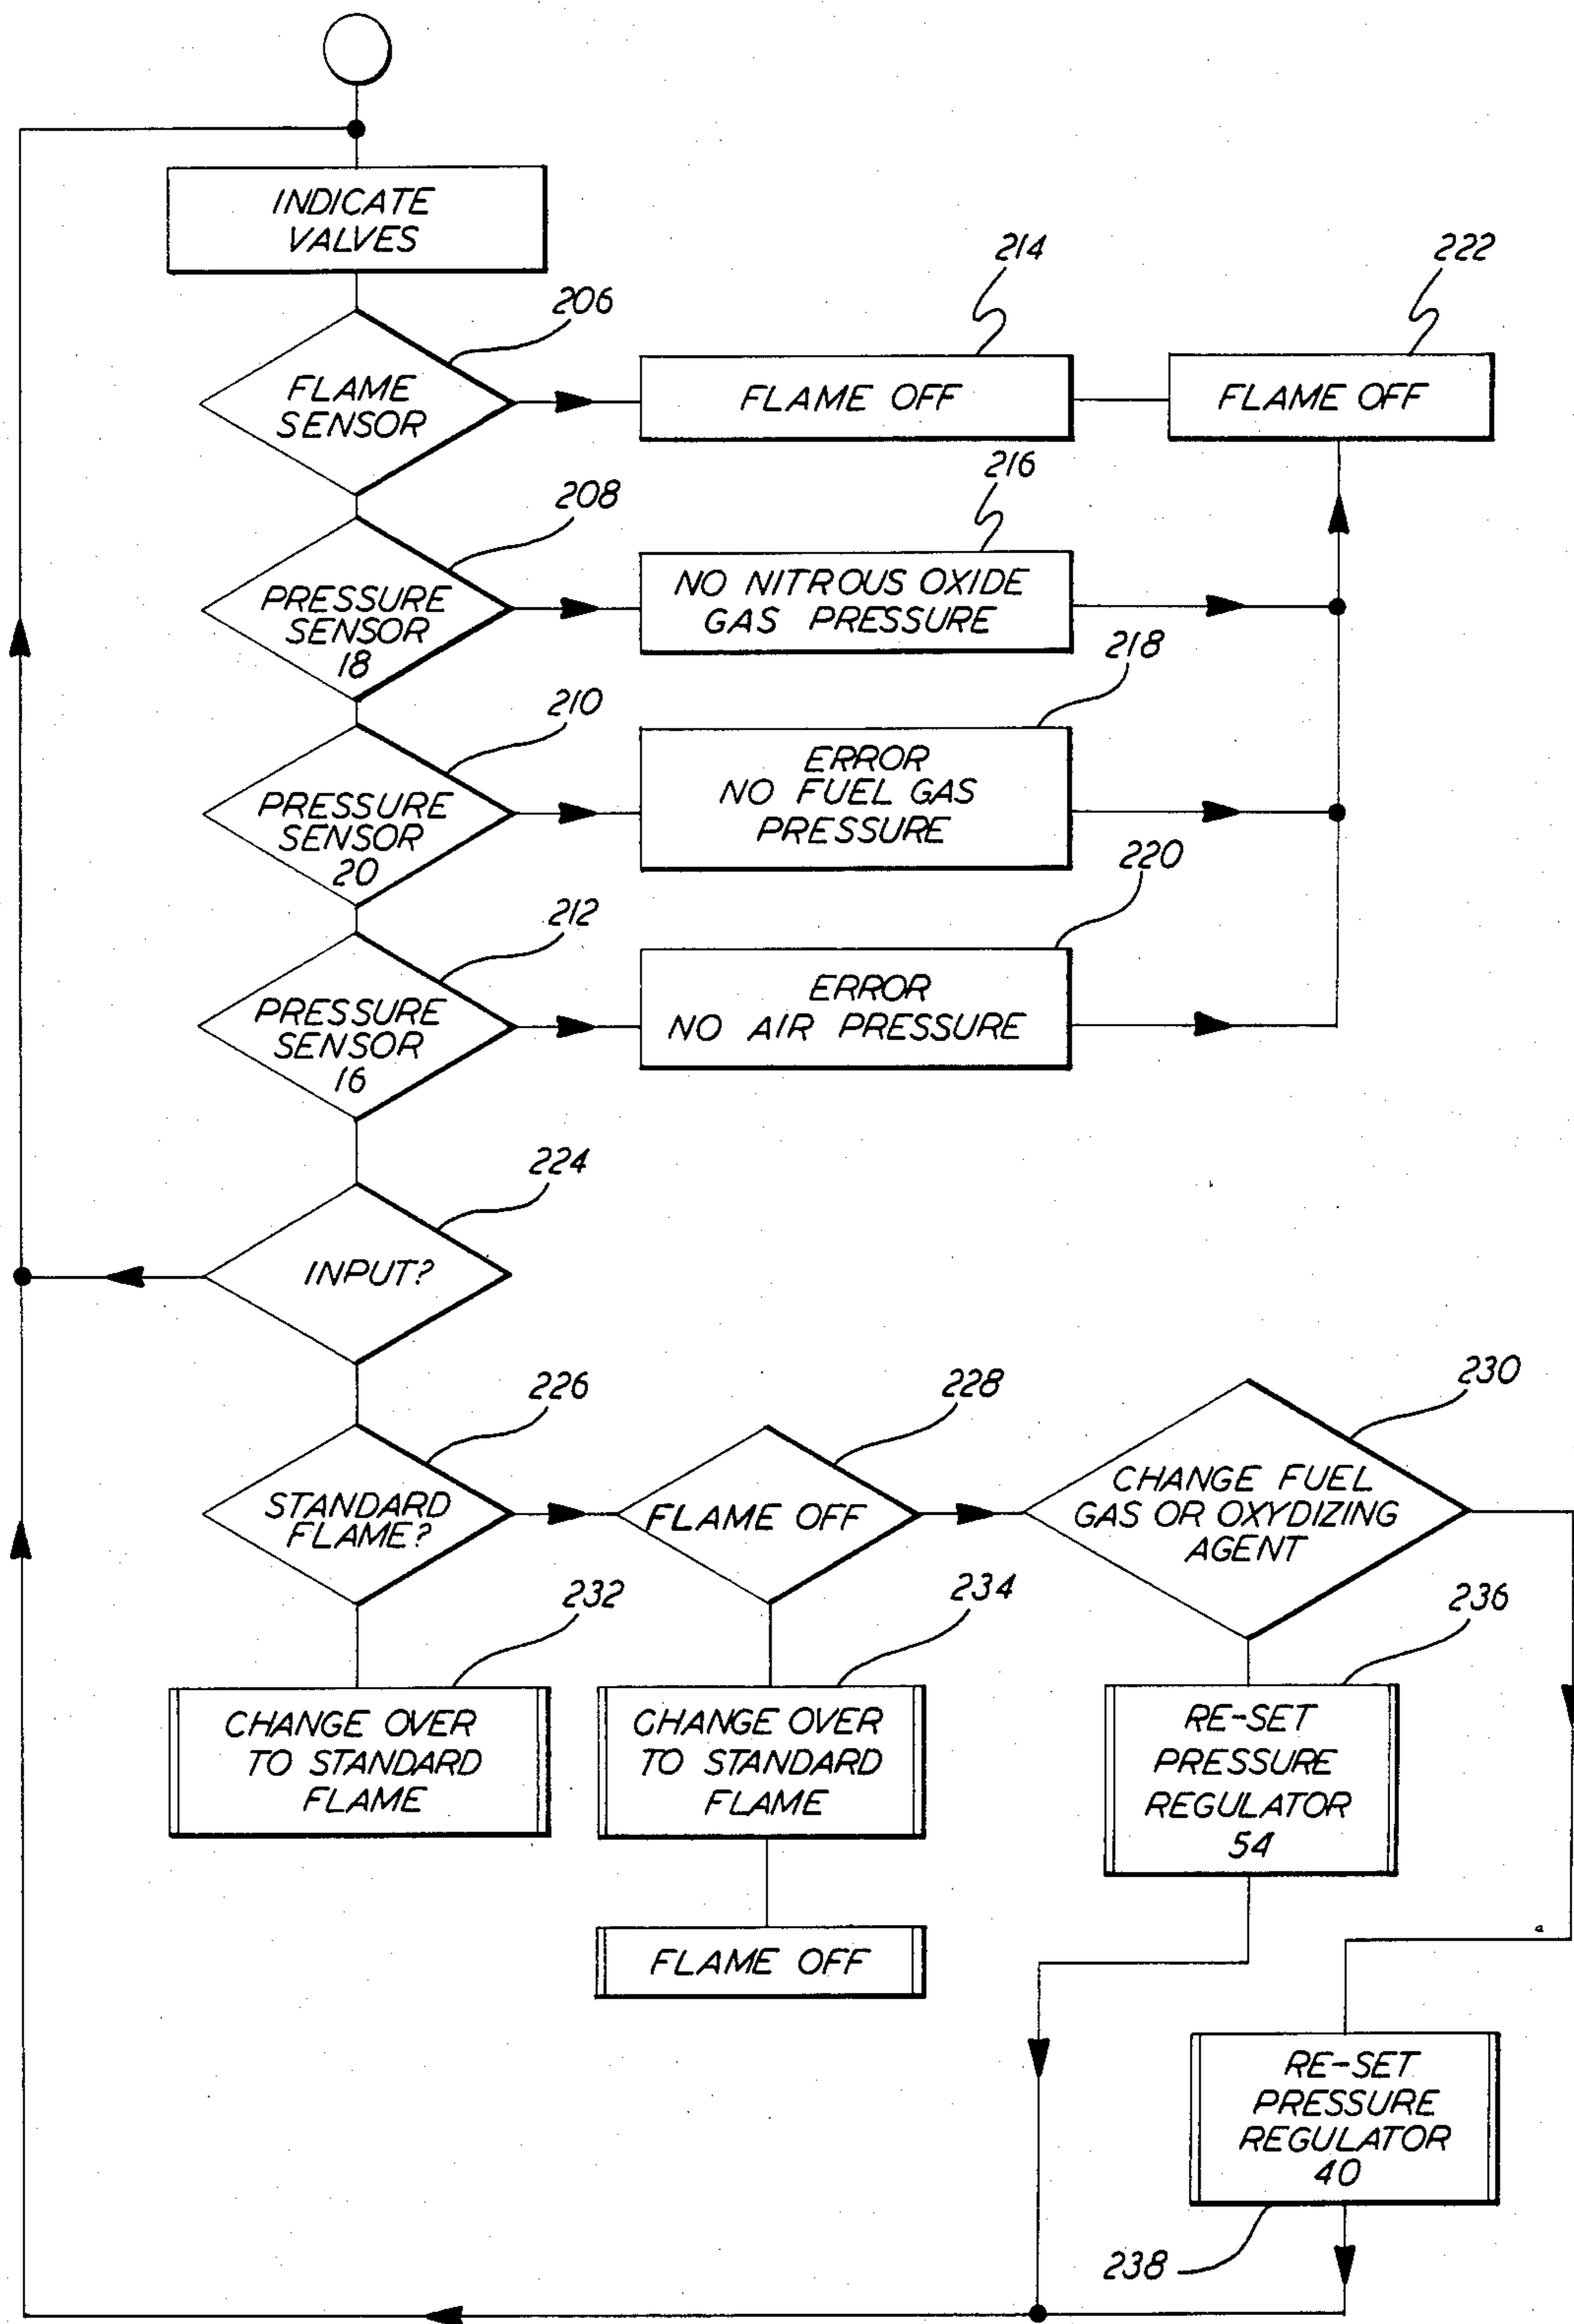 INDICATE
VALVES
206
214
222
FLAME
SENSOR
FLAME OFF
FLAME OFF
208
216
PRESSURE
SENSOR
18
NO NITROUS OXIDE
GAS PRESSURE
210
218
PRESSURE
SENSOR
20
ERROR
NO FUEL GAS
PRESSURE
212
220
PRESSURE
SENSOR
16
ERROR
NO AIR PRESSURE
224
INPUT?
226
228
230
STANDARD
FLAME?
FLAME OFF
CHANGE FUEL
GAS OR OXYDIZING
AGENT
232
234
236
CHANGE OVER
TO STANDARD
FLAME
CHANGE OVER
TO STANDARD
FLAME
RE-SET
PRESSURE
REGULATOR
54
FLAME OFF
RE-SET
PRESSURE
REGULATOR
40
238